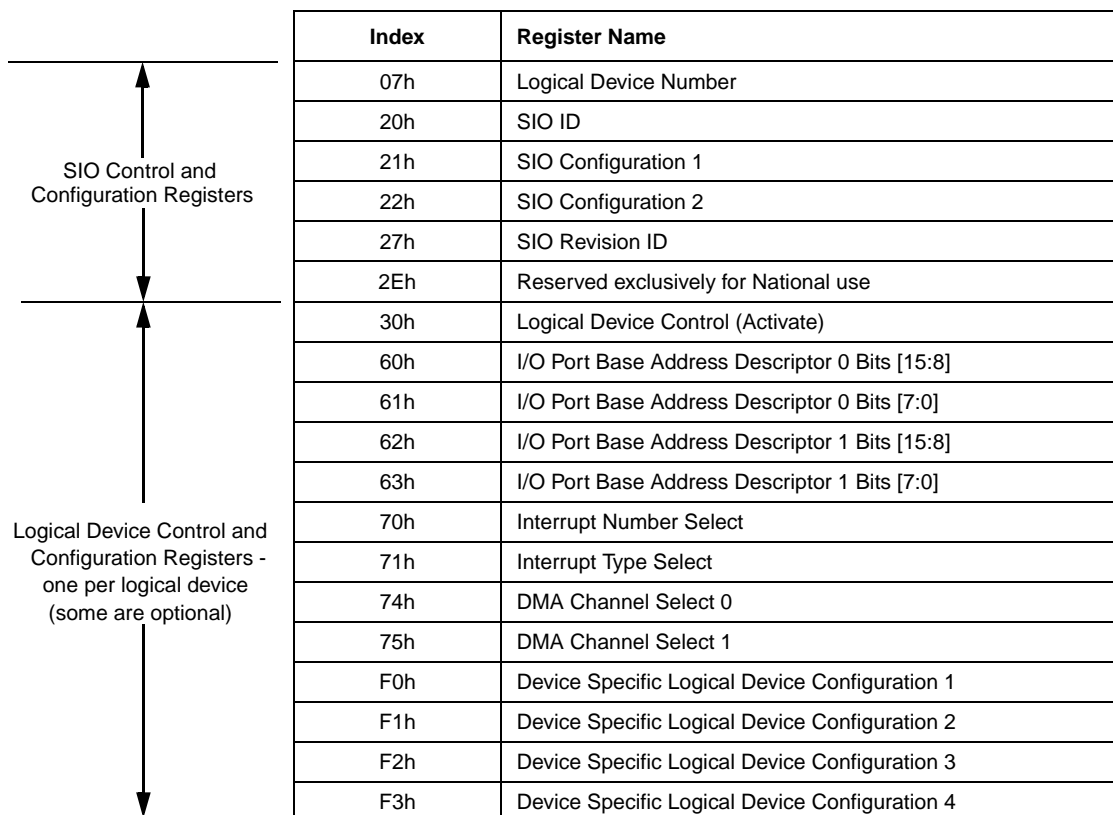 Index Register Name
07h Logical Device Number
20h SIO ID
21h SIO Configuration 1
22h SIO Configuration 2
27h SIO Revision ID
2Eh Reserved exclusively for National use
30h Logical Device Control (Activate)
60h I/O Port Base Address Descriptor 0 Bits [15:8]
61h I/O Port Base Address Descriptor 0 Bits [7:0]
62h I/O Port Base Address Descriptor 1 Bits [15:8]
63h I/O Port Base Address Descriptor 1 Bits [7:0]
70h Interrupt Number Select
71h Interrupt Type Select
74h DMA Channel Select 0
75h DMA Channel Select 1
F0h Device Specific Logical Device Configuration 1
F1h Device Specific Logical Device Configuration 2
F2h Device Specific Logical Device Configuration 3
F3h Device Specific Logical Device Configuration 4
SIO Control and
Configuration Registers
Logical Device Control and
Configuration Registers -
one per logical device
(some are optional)